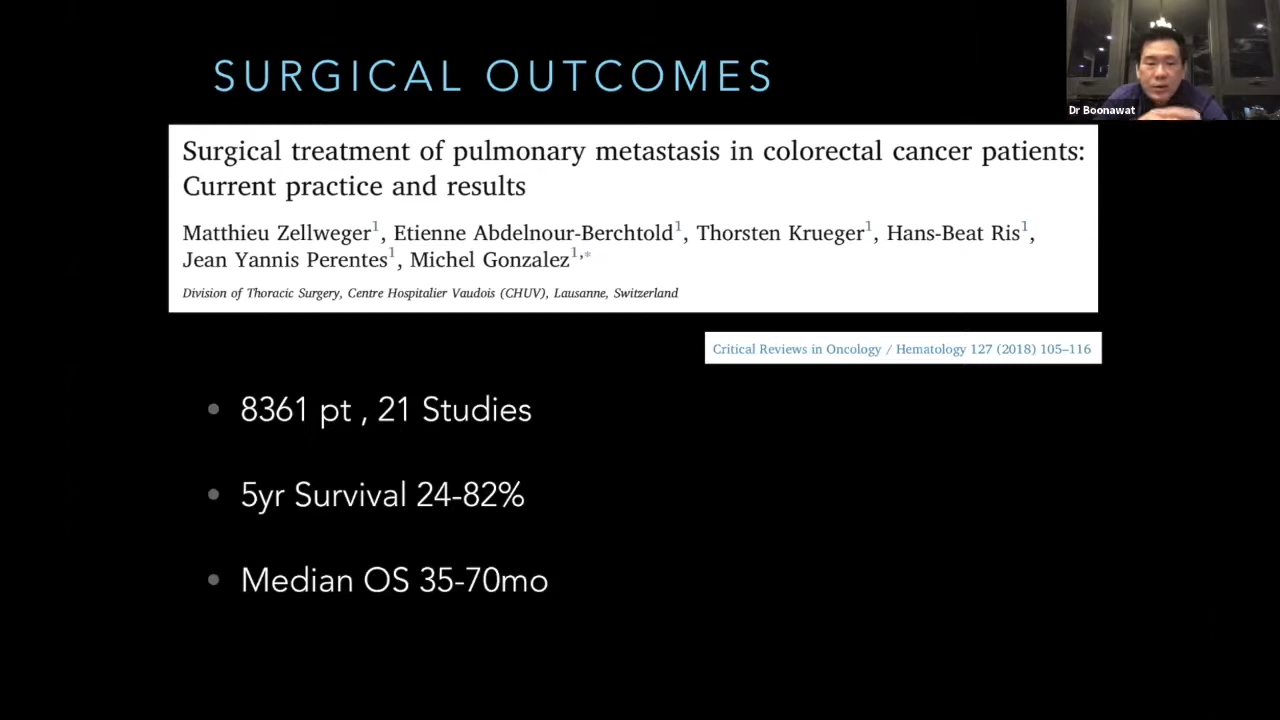 SURGICAL OUTCOMES
Dr Boonawat
Surgical treatment of pulmonary metastasis in colorectal cancer patients:
Current practice and results
Matthieu Zellweger¹, Etienne Abdelnour-Berchtold¹, Thorsten Krueger¹, Hans-Beat Ris¹,
Jean Yannis Perentes¹, Michel Gonzalez¹,*
Division of Thoracic Surgery, Centre Hospitalier Vaudois (CHUV), Lausanne, Switzerland
Critical Reviews in Oncology / Hematology 127 (2018) 105–116
• 8361 pt , 21 Studies
• 5yr Survival 24-82%
• Median OS 35-70mo